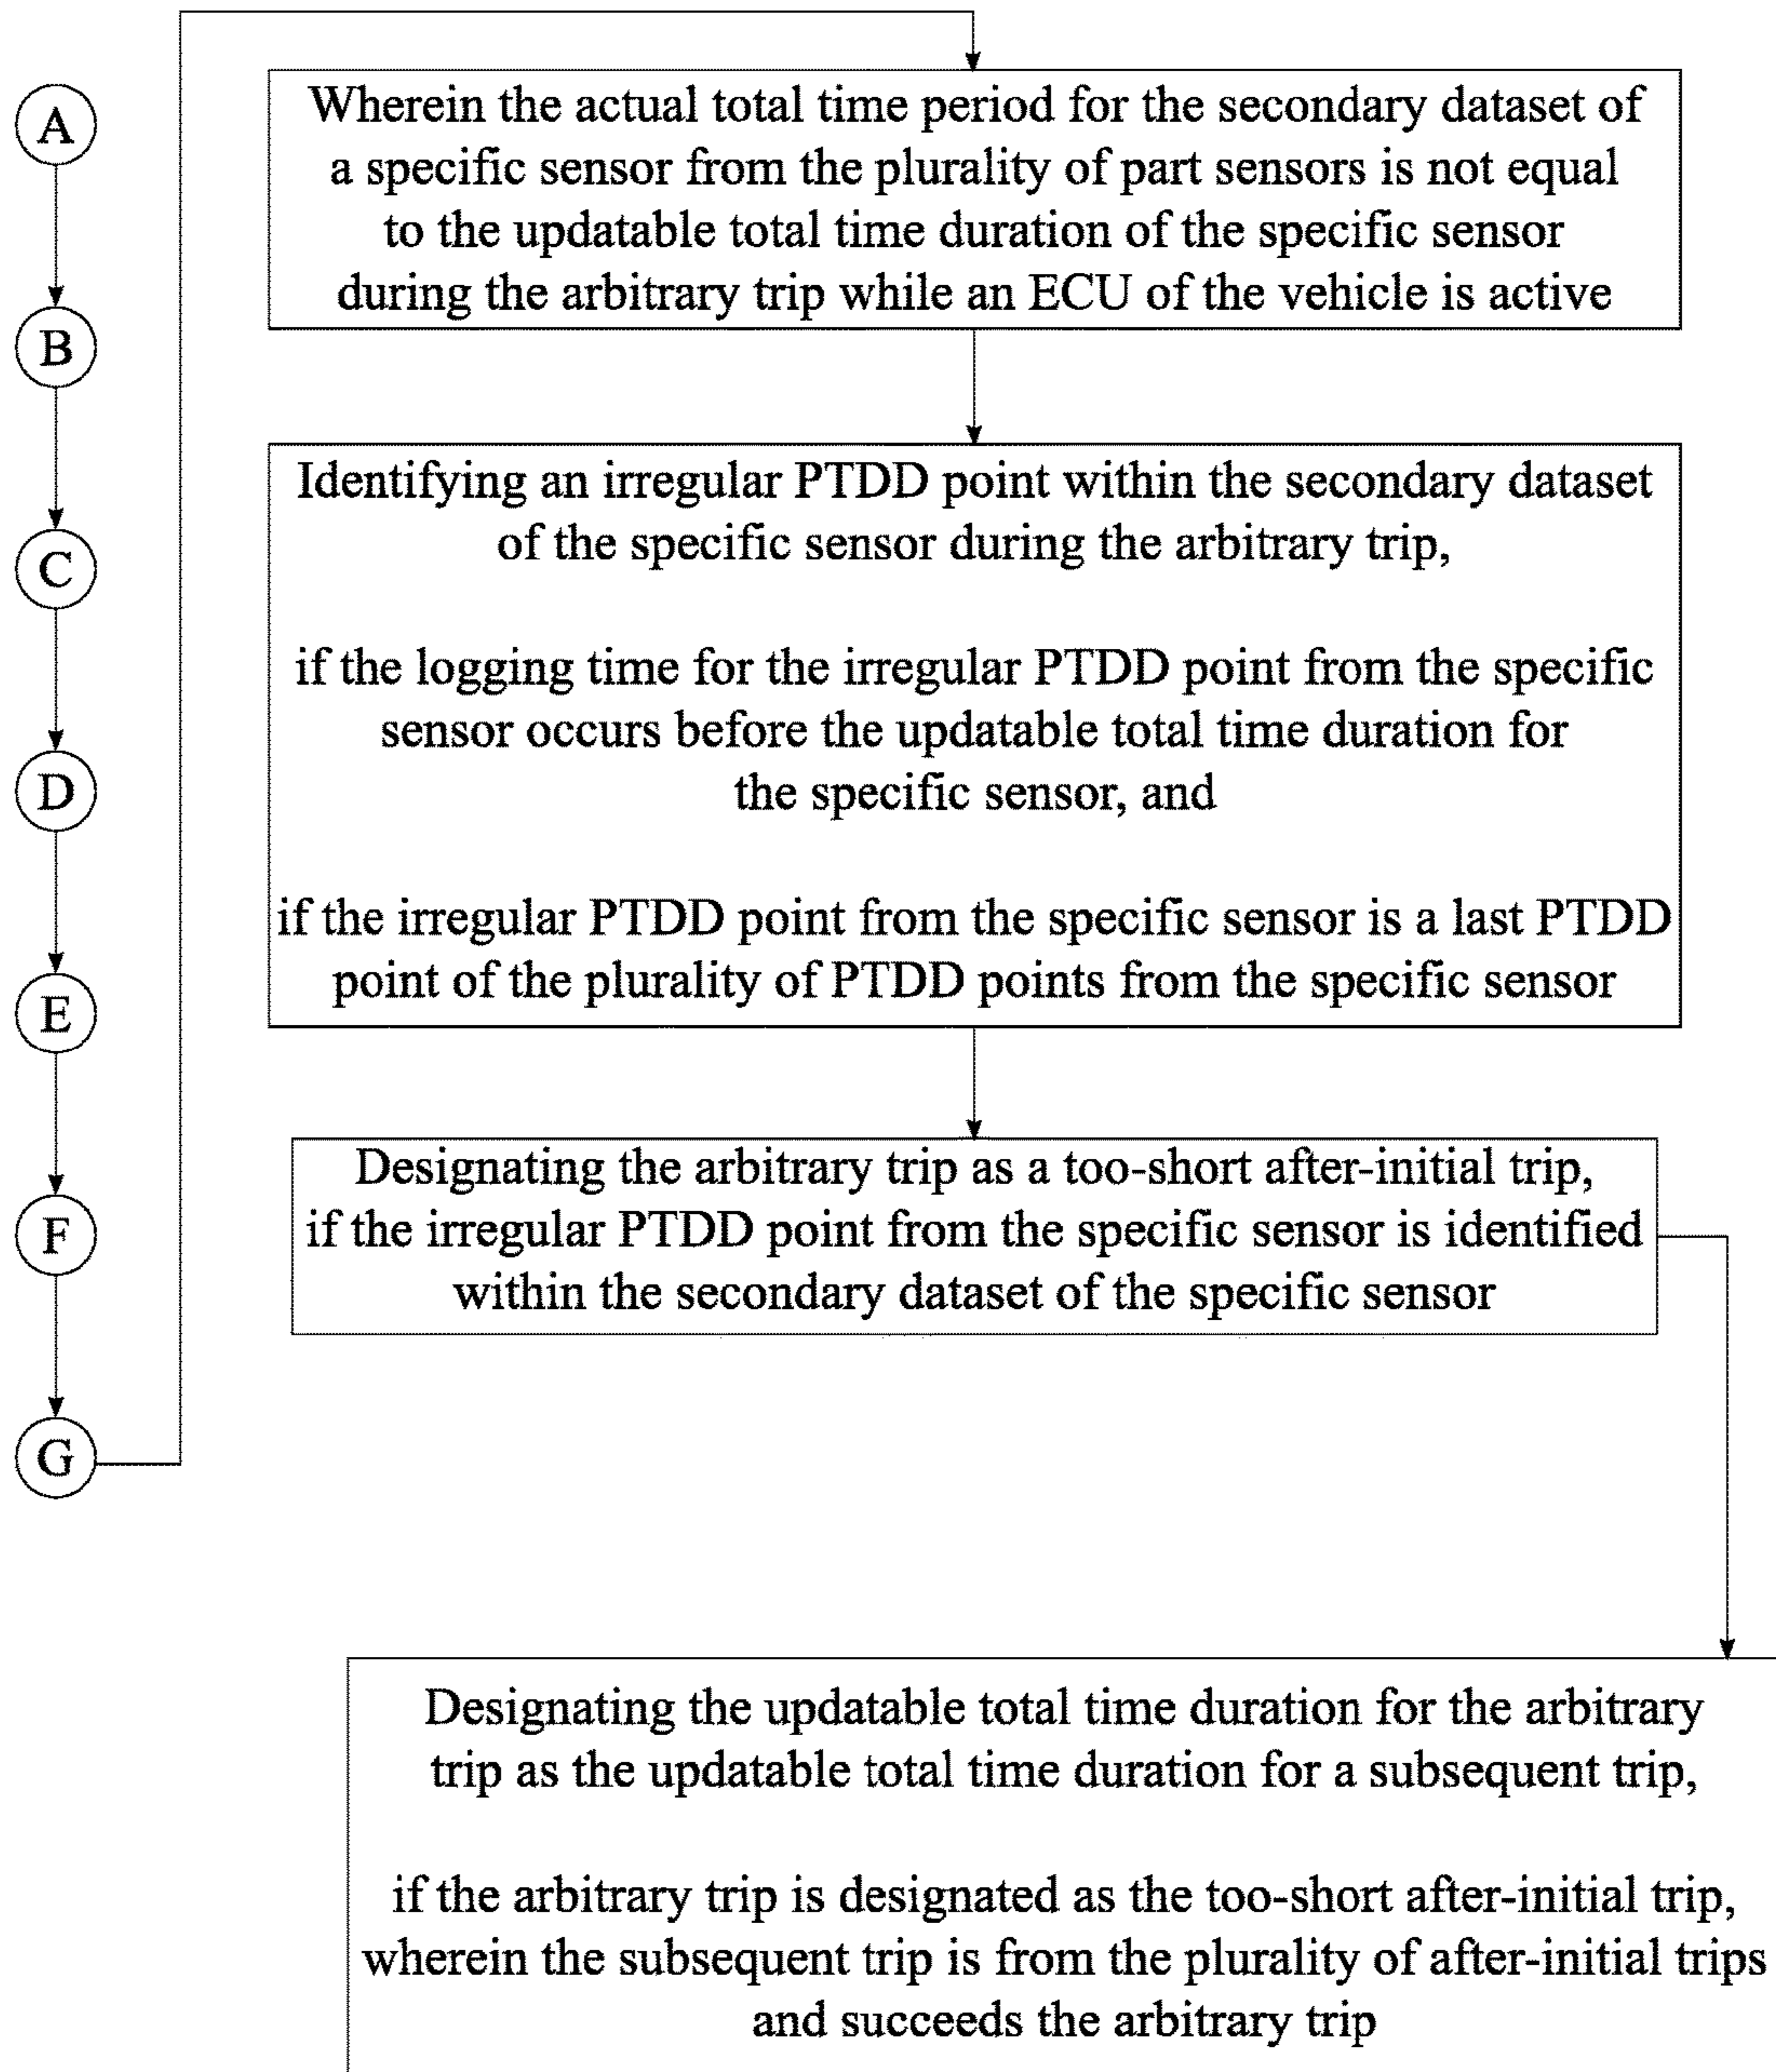 A
B
C
D
E
F
G
Wherein the actual total time period for the secondary dataset of
a specific sensor from the plurality of part sensors is not equal
to the updatable total time duration of the specific sensor
during the arbitrary trip while an ECU of the vehicle is active
Identifying an irregular PTDD point within the secondary dataset
of the specific sensor during the arbitrary trip,
if the logging time for the irregular PTDD point from the specific
sensor occurs before the updatable total time duration for
the specific sensor, and
if the irregular PTDD point from the specific sensor is a last PTDD
point of the plurality of PTDD points from the specific sensor
Designating the arbitrary trip as a too-short after-initial trip,
if the irregular PTDD point from the specific sensor is identified
within the secondary dataset of the specific sensor
Designating the updatable total time duration for the arbitrary
trip as the updatable total time duration for a subsequent trip,
if the arbitrary trip is designated as the too-short after-initial trip,
wherein the subsequent trip is from the plurality of after-initial trips
and succeeds the arbitrary trip